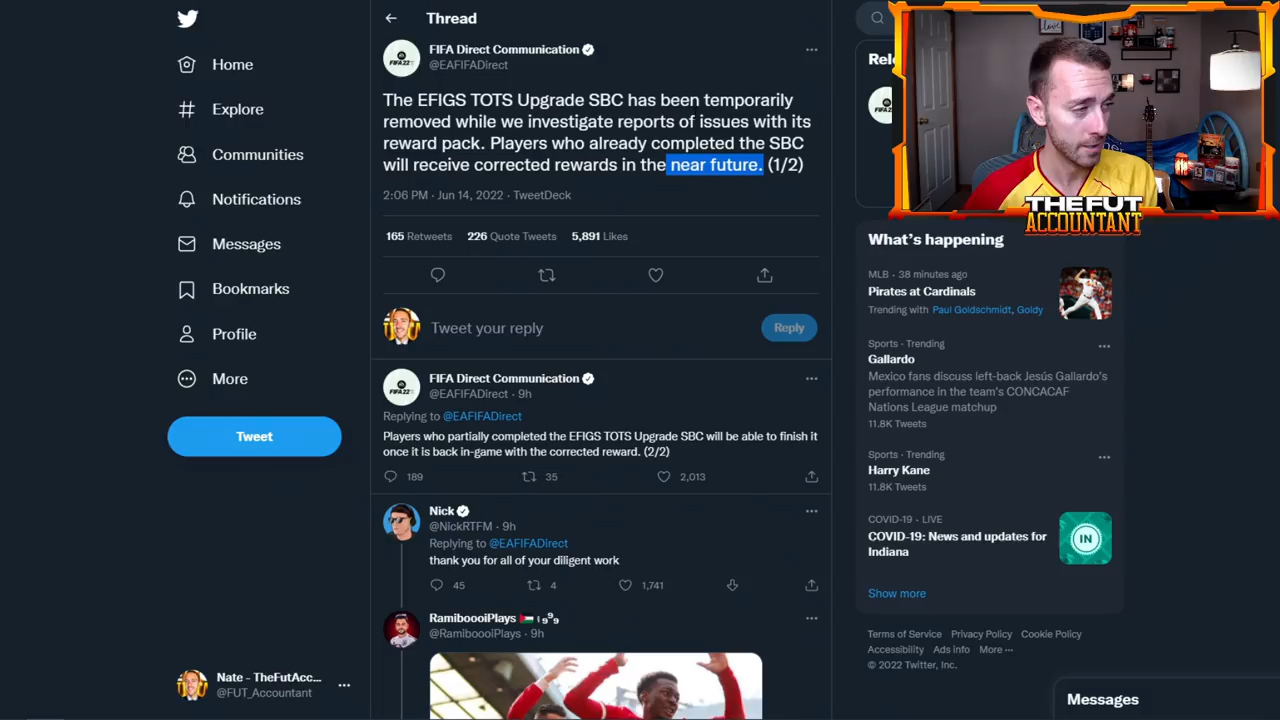 Home
Explore
Communities
Notifications
Messages
Bookmarks
Profile
More
Tweet
Nate - TheFutAcc...
@FUT_Accountant
Thread
FIFA Direct Communication
@EAFIFADirect
The EFIGS TOTS Upgrade SBC has been temporarily
removed while we investigate reports of issues with its
reward pack. Players who already completed the SBC
will receive corrected rewards in the near future. (1/2)
2:06 PM · Jun 14, 2022 · TweetDeck
165 Retweets 226 Quote Tweets 5,891 Likes
Tweet your reply
Reply
FIFA Direct Communication
@EAFIFADirect · 9h
Replying to @EAFIFADirect
Players who partially completed the EFIGS TOTS Upgrade SBC will be able to finish it
once it is back in-game with the corrected reward. (2/2)
189 35 2,013
Nick
@NickRTFM · 9h
Replying to @EAFIFADirect
thank you for all of your diligent work
45 4 1,741
RamiboooiPlays
@RamiboooiPlays · 9h
Rele
THE FUT
ACCOUNTANT
What's happening
MLB · 38 minutes ago
Pirates at Cardinals
Trending with Paul Goldschmidt, Goldy
Sports · Trending
Gallardo
Mexico fans discuss left-back Jesús Gallardo's
performance in the team's CONCACAF
Nations League matchup
11.8K Tweets
Sports · Trending
Harry Kane
11.8K Tweets
COVID-19 · LIVE
COVID-19: News and updates for
Indiana
IN
Show more
Terms of Service Privacy Policy Cookie Policy
Accessibility Ads info More ···
© 2022 Twitter, Inc.
Messages